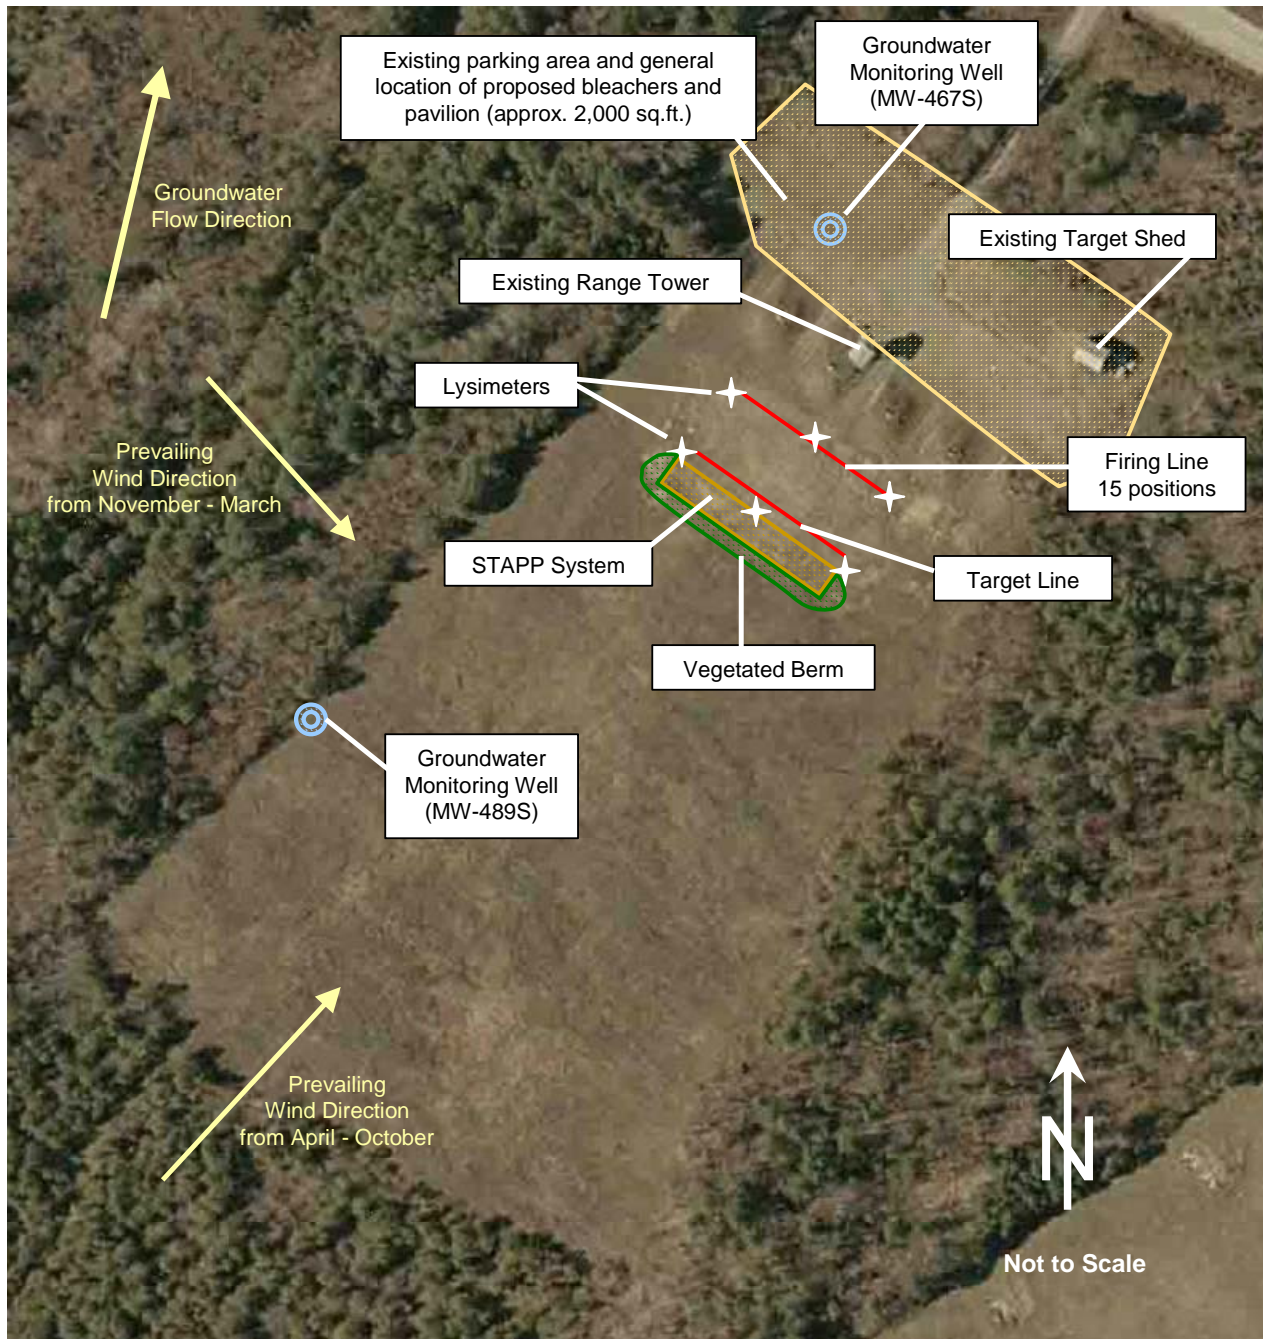 Existing parking area and general
location of proposed bleachers and
pavilion (approx. 2,000 sq.ft.)
Groundwater
Monitoring Well
(MW-467S)
Groundwater
Flow Direction
Existing Target Shed
Existing Range Tower
Lysimeters
Prevailing
Wind Direction
from November - March
Firing Line
15 positions
STAPP System
Target Line
Vegetated Berm
Groundwater
Monitoring Well
(MW-489S)
Prevailing
Wind Direction
from April - October
N
Not to Scale